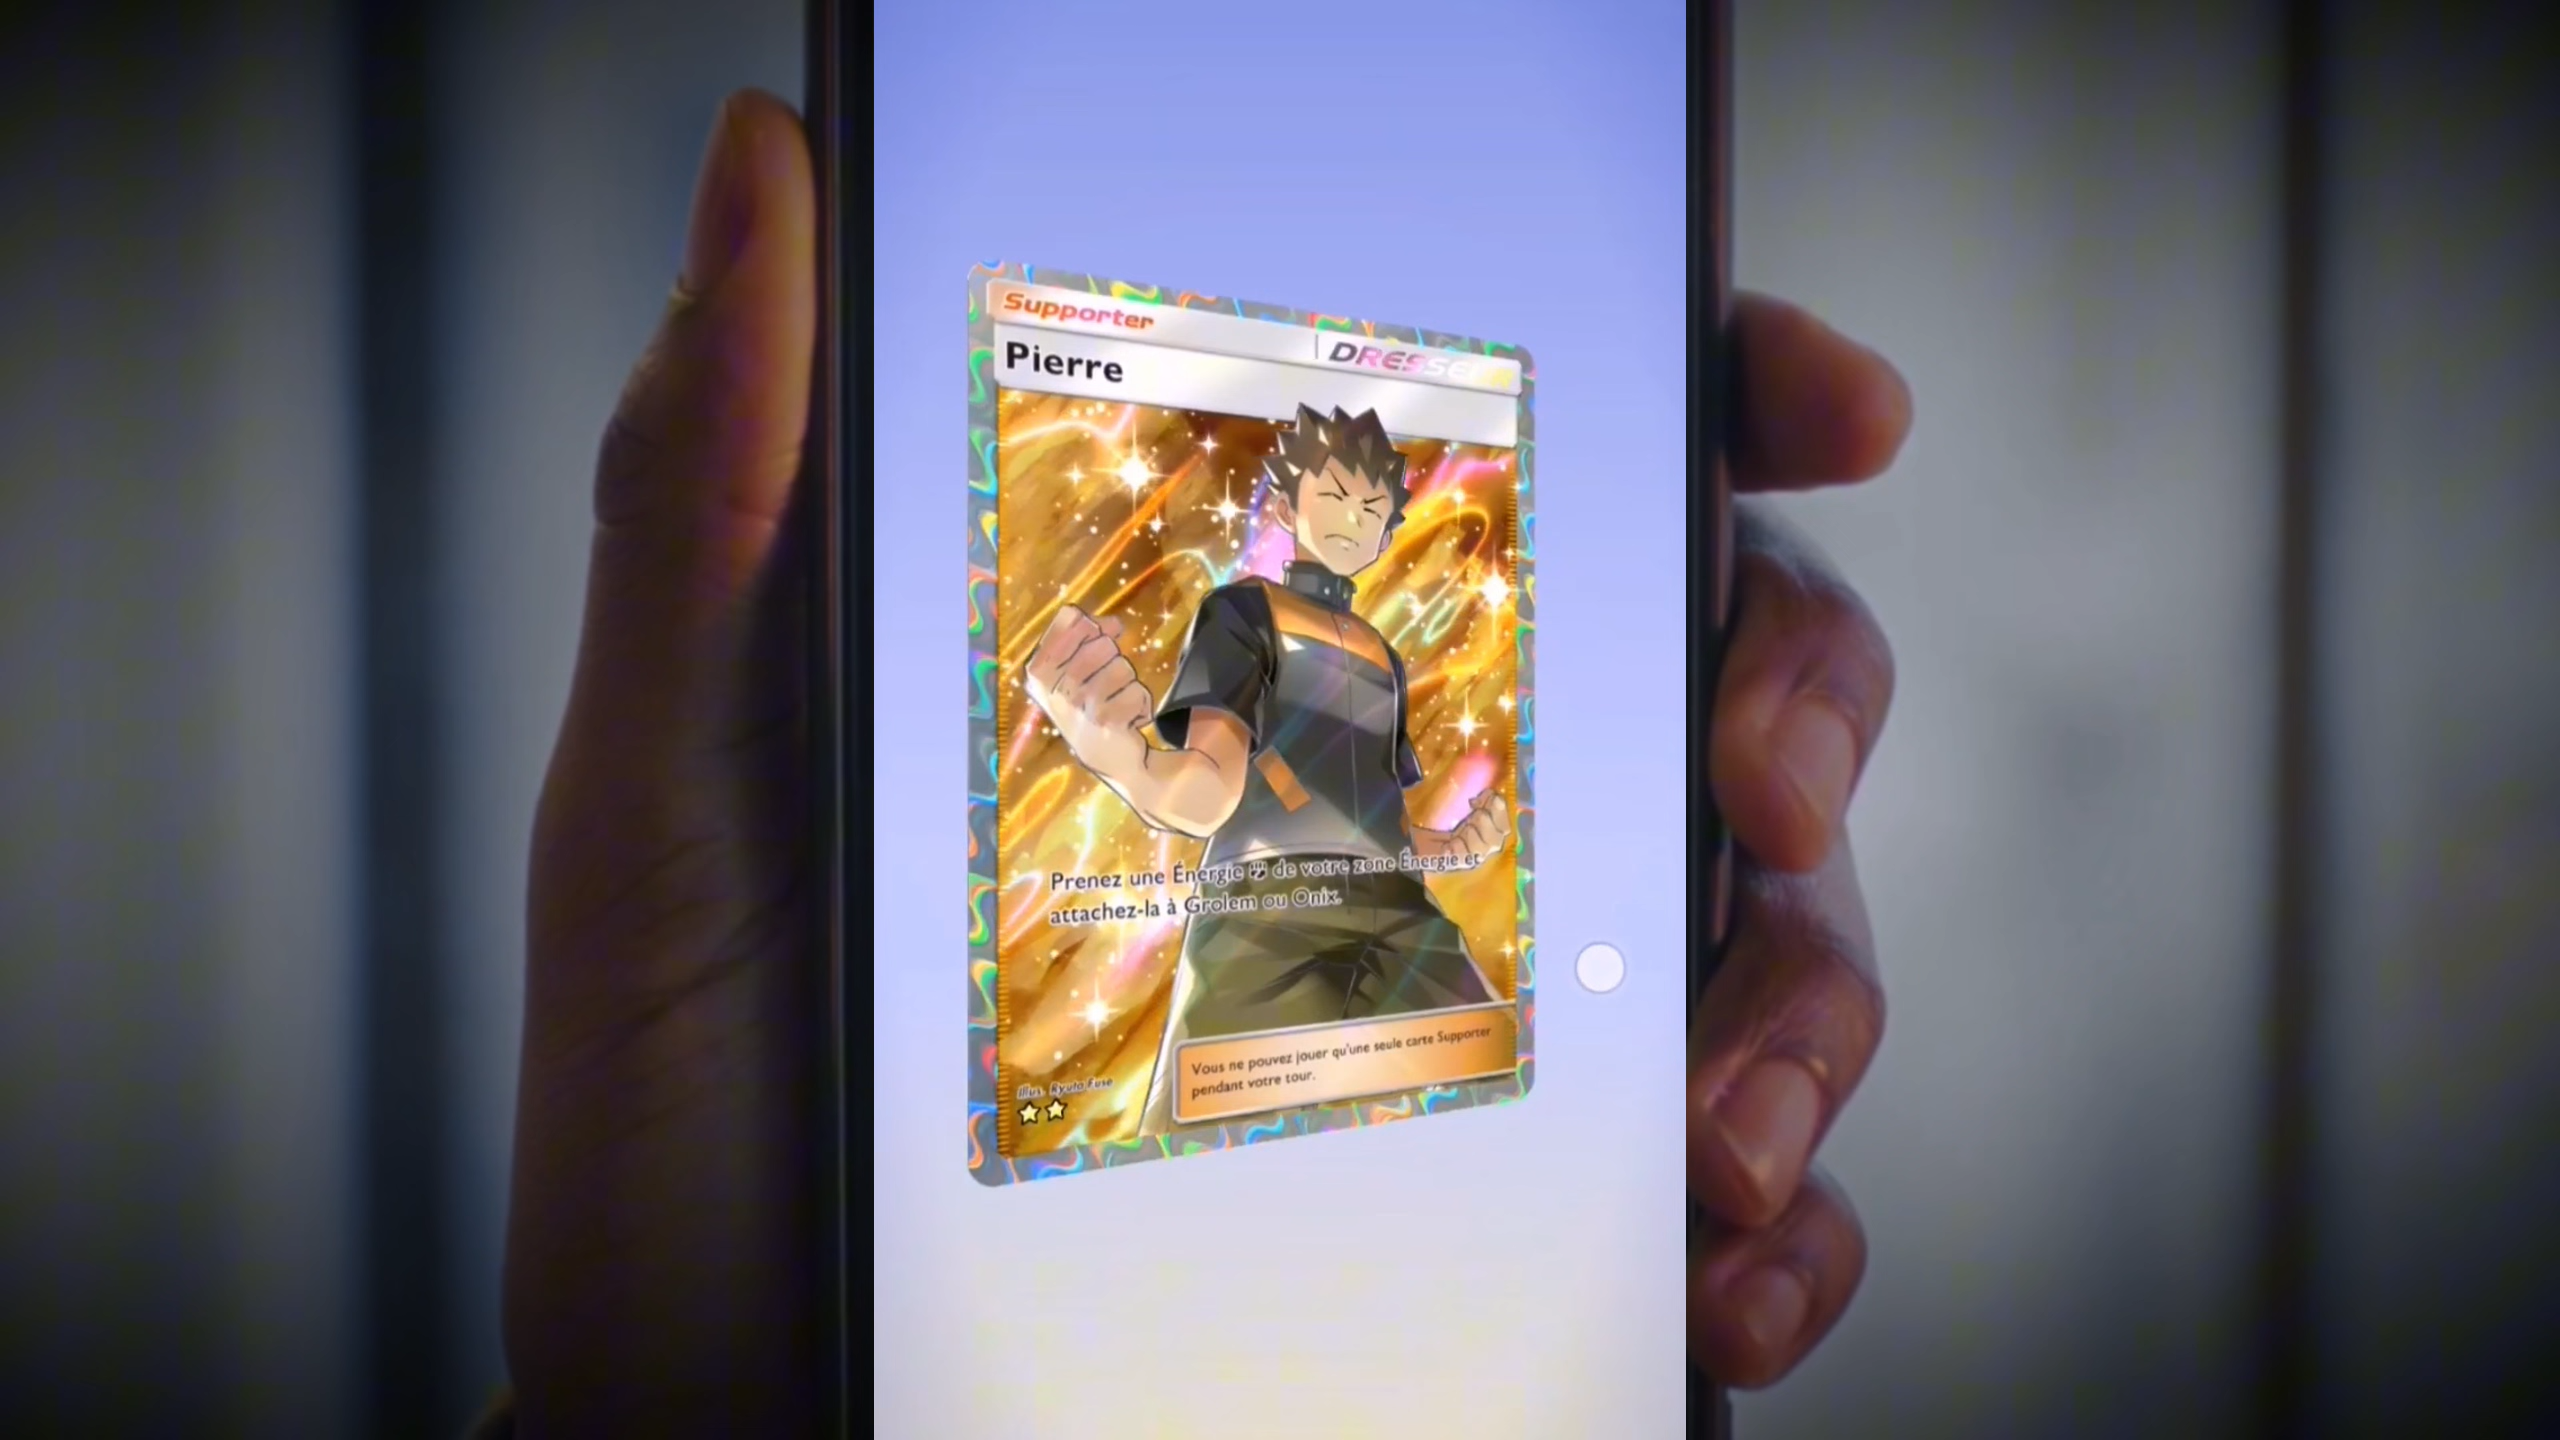 Supporter
DRESSEUR
Pierre
Prenez une Énergie de votre zone Énergie et
attachez-la à Grolem ou Onix.
Vous ne pouvez jouer qu'une seule carte Supporter
pendant votre tour.
Illus. Ryuta Fuse